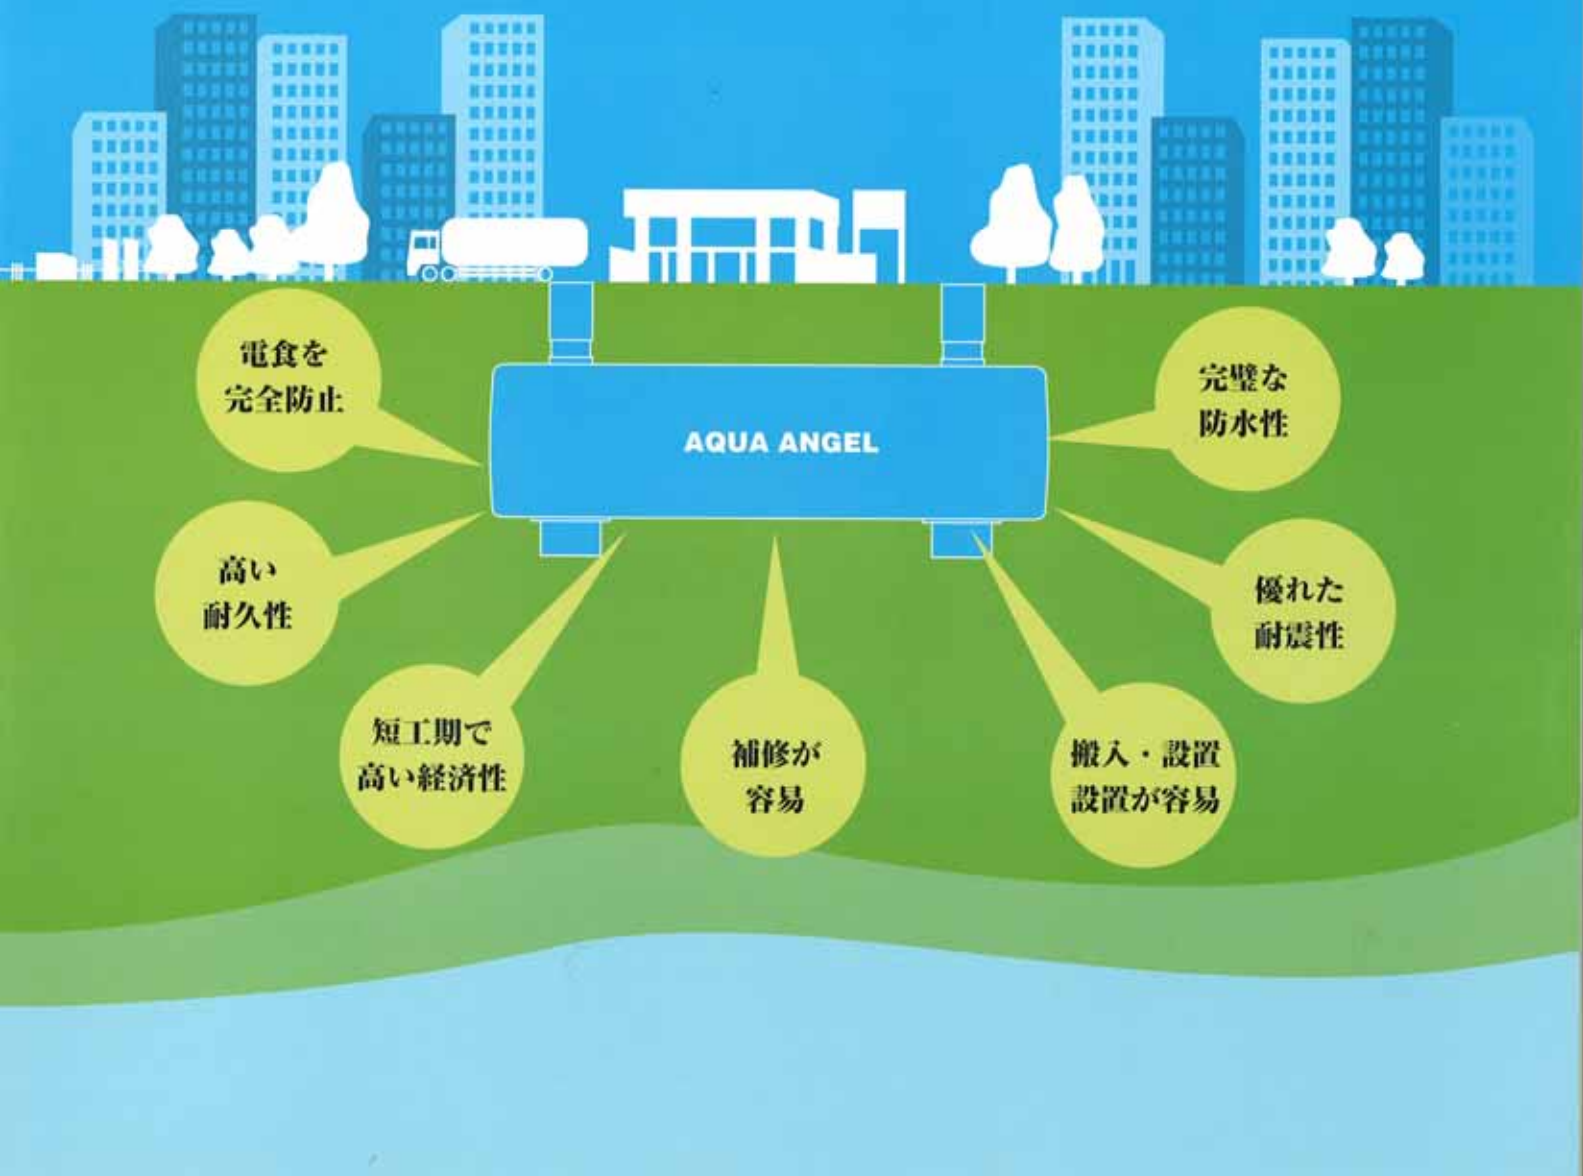 電食を
完全防止
完璧な
防水性
AQUA ANGEL
高い
耐久性
優れた
耐震性
短工期で
高い経済性
補修が
容易
搬入・設置
設置が容易